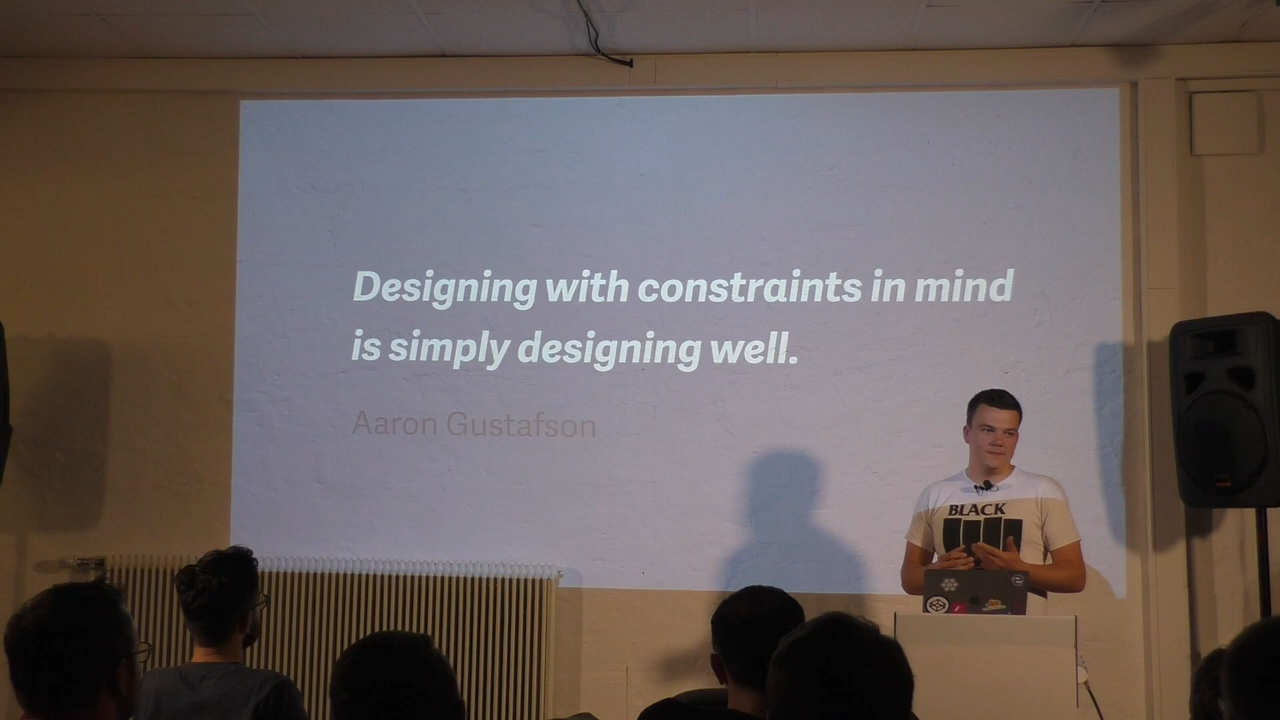 Designing with constraints in mind
is simply designing well.
Aaron Gustafson
BLACK